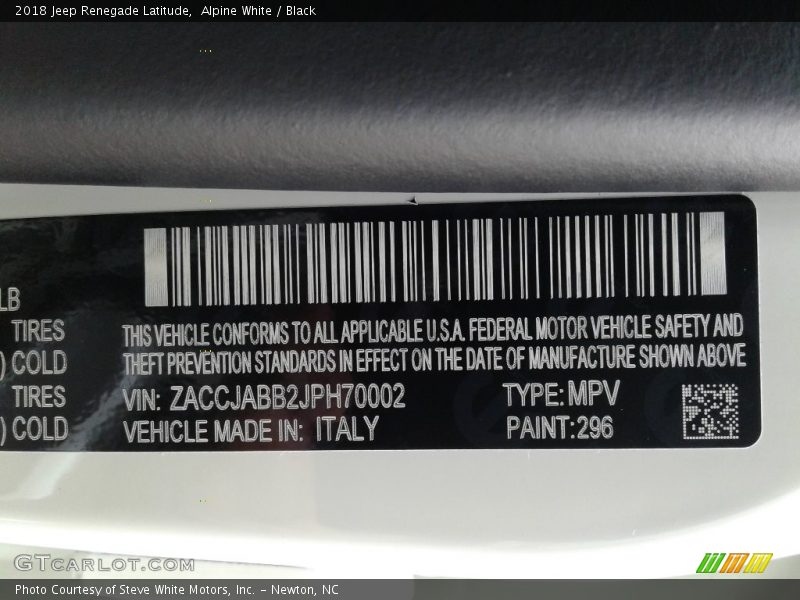 2018 Jeep Renegade Latitude,  Alpine White / Black
LB
TIRES
) COLD
TIRES
) COLD
THIS VEHICLE CONFORMS TO ALL APPLICABLE U.S.A. FEDERAL MOTOR VEHICLE SAFETY AND
THEFT PREVENTION STANDARDS IN EFFECT ON THE DATE OF MANUFACTURE SHOWN ABOVE
VIN: ZACCJABB2JPH70002 TYPE: MPV
VEHICLE MADE IN: ITALY PAINT:296
GTCARLOT.COM
Photo Courtesy of Steve White Motors, Inc. – Newton, NC